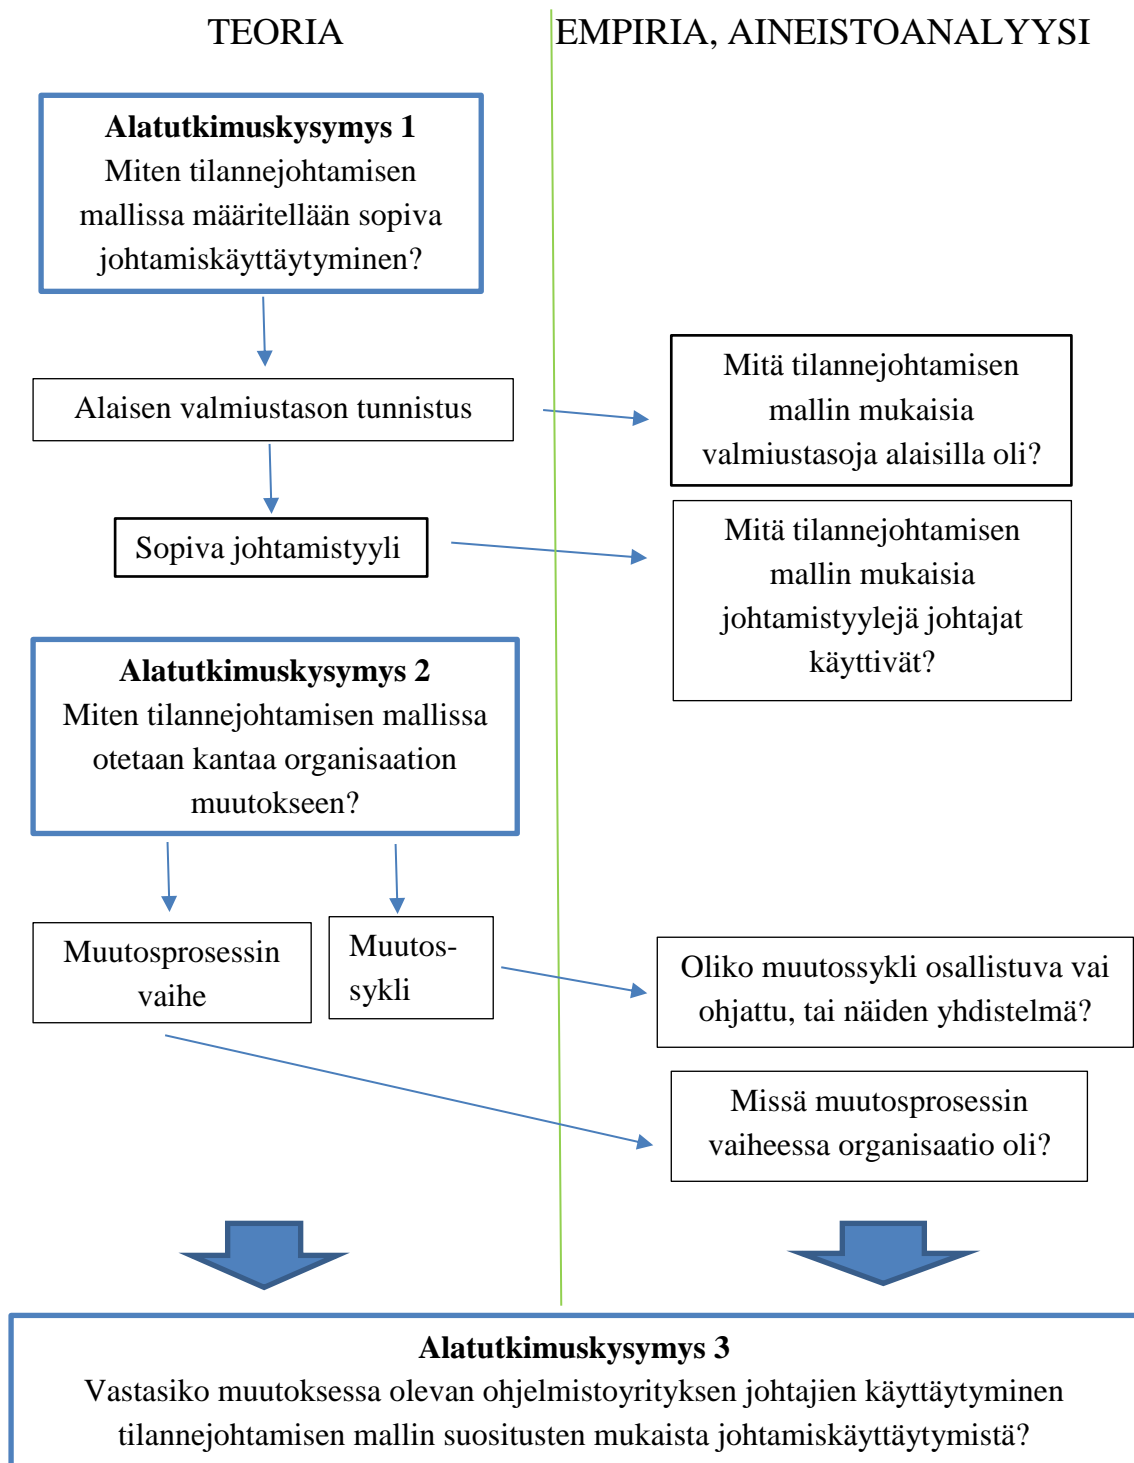 TEORIA
EMPIRIA, AINEISTOANALYYSI
Alatutkimuskysymys 1
Miten tilannejohtamisen
mallissa määritellään sopiva
johtamiskäyttäytyminen?
Alaisen valmiustason tunnistus
Mitä tilannejohtamisen
mallin mukaisia
valmiustasoja alaisilla oli?
Sopiva johtamistyyli
Mitä tilannejohtamisen
mallin mukaisia
johtamistyylejä johtajat
käyttivät?
Alatutkimuskysymys 2
Miten tilannejohtamisen mallissa
otetaan kantaa organisaation
muutokseen?
Muutosprosessin
vaihe
Muutos-
sykli
Oliko muutossykli osallistuva vai
ohjattu, tai näiden yhdistelmä?
Missä muutosprosessin
vaiheessa organisaatio oli?
Alatutkimuskysymys 3
Vastasiko muutoksessa olevan ohjelmistoyrityksen johtajien käyttäytyminen
tilannejohtamisen mallin suositusten mukaista johtamiskäyttäytymistä?